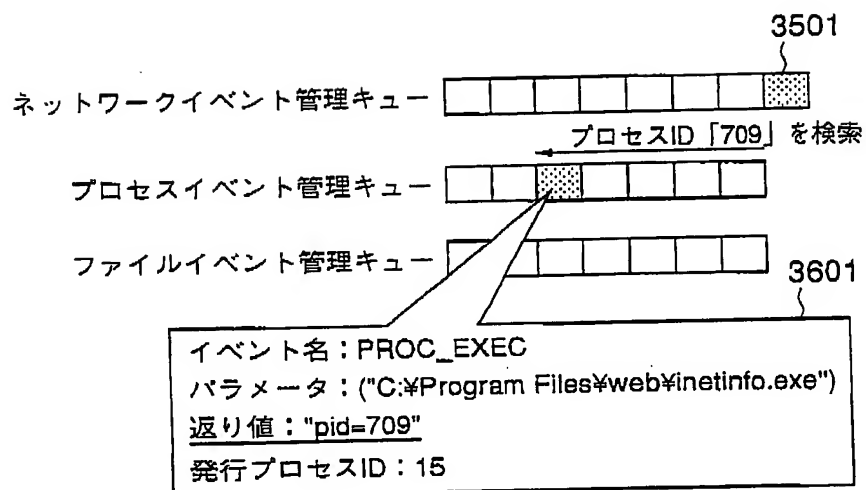 3501
ネットワークイベント管理キュー
プロセスID「709」を検索
プロセスイベント管理キュー
ファイルイベント管理キュー
3601
イベント名：PROC_EXEC
パラメータ：("C:¥Program Files¥web¥inetinfo.exe")
返り値："pid=709"
発行プロセスID：15